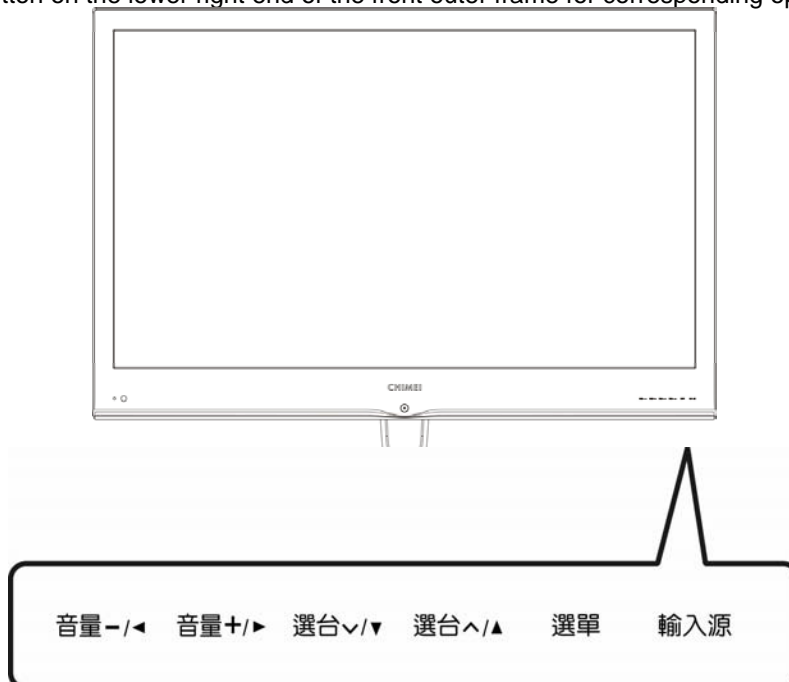 tton on the lower right end of the front outer frame for corresponding op
CHIMEI
音量-/◄ 音量+/► 選台∨/▼ 選台∧/▲ 選單 輸入源